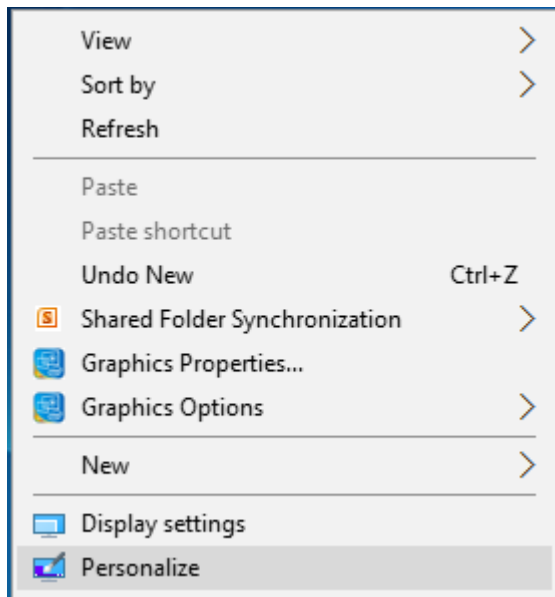 View
Sort by
Refresh
Paste
Paste shortcut
Undo New Ctrl+Z
S Shared Folder Synchronization
Graphics Properties...
Graphics Options
New
Display settings
Personalize